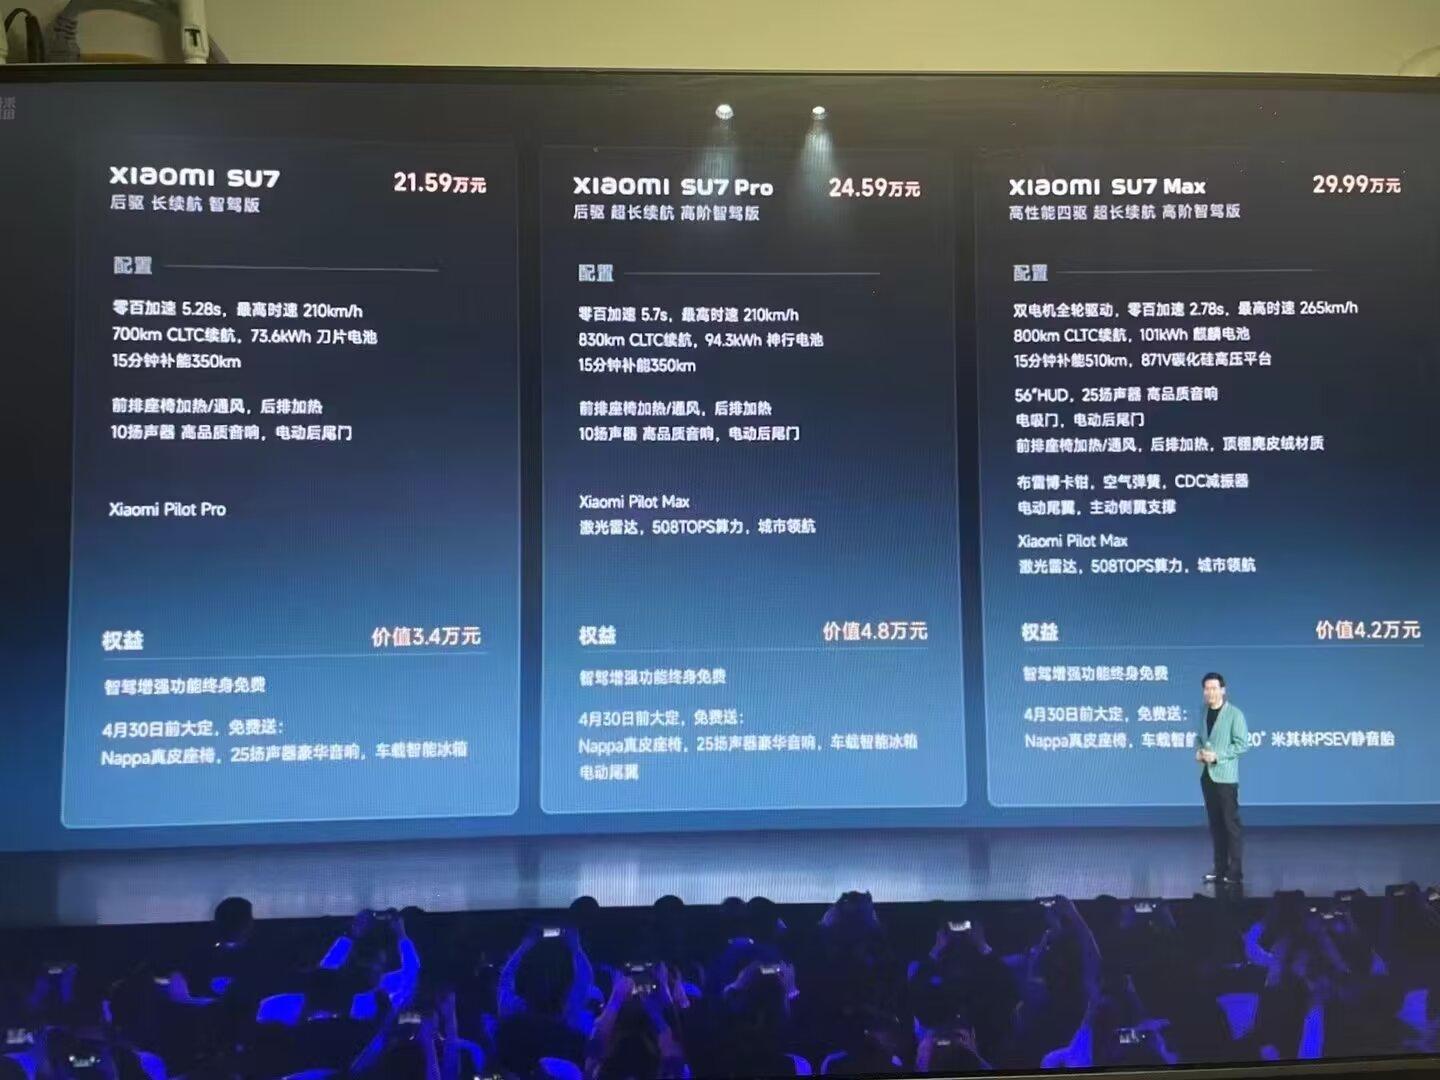 xiaomi SU7 21.59万元
后驱 长续航 智驾版
配置
零百加速 5.28s，最高时速 210km/h
700km CLTC续航，73.6kWh 刀片电池
15分钟补能350km
前排座椅加热/通风，后排加热
10扬声器 高品质音响，电动后尾门
Xiaomi Pilot Pro
权益 价值3.4万元
智驾增强功能终身免费
4月30日前大定，免费送：
Nappa真皮座椅，25扬声器豪华音响，车载智能冰箱
xiaomi SU7 Pro 24.59万元
后驱 超长续航 高阶智驾版
配置
零百加速 5.7s，最高时速 210km/h
830km CLTC续航，94.3kWh 神行电池
15分钟补能350km
前排座椅加热/通风，后排加热
10扬声器 高品质音响，电动后尾门
Xiaomi Pilot Max
激光雷达，508TOPS算力，城市领航
权益 价值4.8万元
智驾增强功能终身免费
4月30日前大定，免费送：
Nappa真皮座椅，25扬声器豪华音响，车载智能冰箱
电动尾翼
xiaomi SU7 Max 29.99万元
高性能四驱 超长续航 高阶智驾版
配置
双电机全轮驱动，零百加速 2.78s，最高时速 265km/h
800km CLTC续航，101kWh 麒麟电池
15分钟补能510km，871V碳化硅高压平台
56"HUD，25扬声器 高品质音响
电吸门，电动后尾门
前排座椅加热/通风，后排加热，顶棚麂皮绒材质
布雷博卡钳，空气弹簧，CDC减振器
电动尾翼，主动侧翼支撑
Xiaomi Pilot Max
激光雷达，508TOPS算力，城市领航
权益 价值4.2万元
智驾增强功能终身免费
4月30日前大定，免费送：
Nappa真皮座椅，车载智 20" 米其林PSEV静音胎